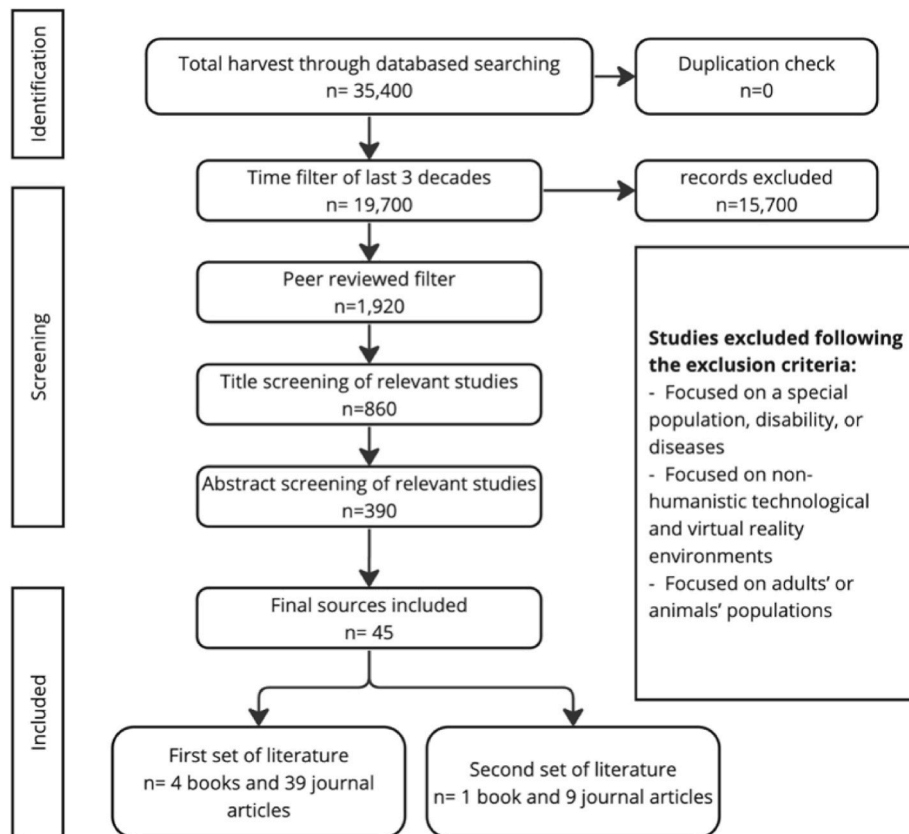 Identification
Total harvest through databased searching
n= 35,400
Duplication check
n=0
Screening
Time filter of last 3 decades
n= 19,700
records excluded
n=15,700
Peer reviewed filter
n=1,920
Title screening of relevant studies
n=860
Abstract screening of relevant studies
n=390
Studies excluded following
the exclusion criteria:
- Focused on a special
population, disability, or
diseases
- Focused on non-
humanistic technological
and virtual reality
environments
- Focused on adults’ or
animals’ populations
Included
Final sources included
n= 45
First set of literature
n= 4 books and 39 journal
articles
Second set of literature
n= 1 book and 9 journal articles